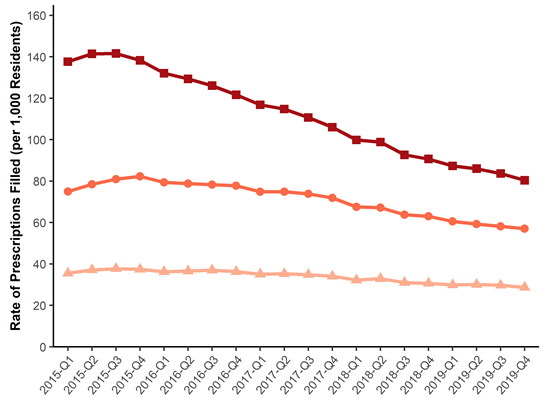 Rate of Prescriptions Filled (per 1,000 Residents)
160
140
120
100
80
60
40
20
0
2015-Q1
2015-Q2
2015-Q3
2015-Q4
2016-Q1
2016-Q2
2016-Q3
2016-Q4
2017-Q1
2017-Q2
2017-Q3
2017-Q4
2018-Q1
2018-Q2
2018-Q3
2018-Q4
2019-Q1
2019-Q2
2019-Q3
2019-Q4